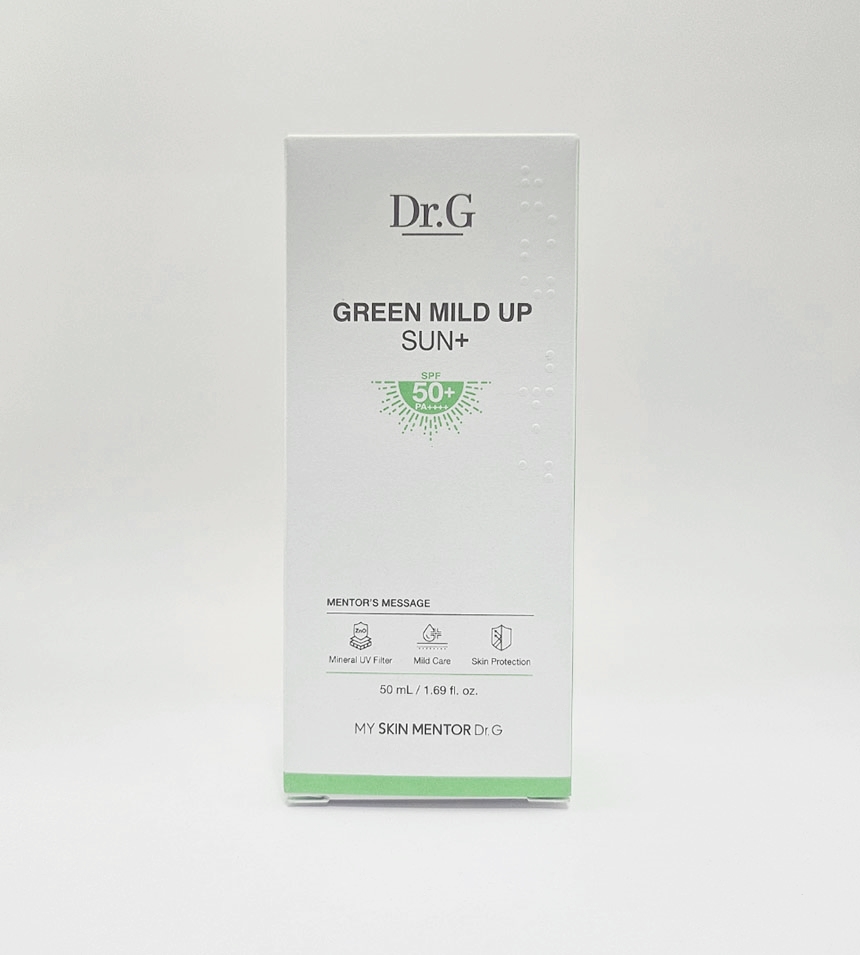 Dr.G
GREEN MILD UP
SUN+
SPF
50+
PA++++
MENTOR'S MESSAGE
ZnO
Mineral UV Filter
Mild Care
Skin Protection
50 mL / 1.69 fl. oz.
MY SKIN MENTOR Dr.G